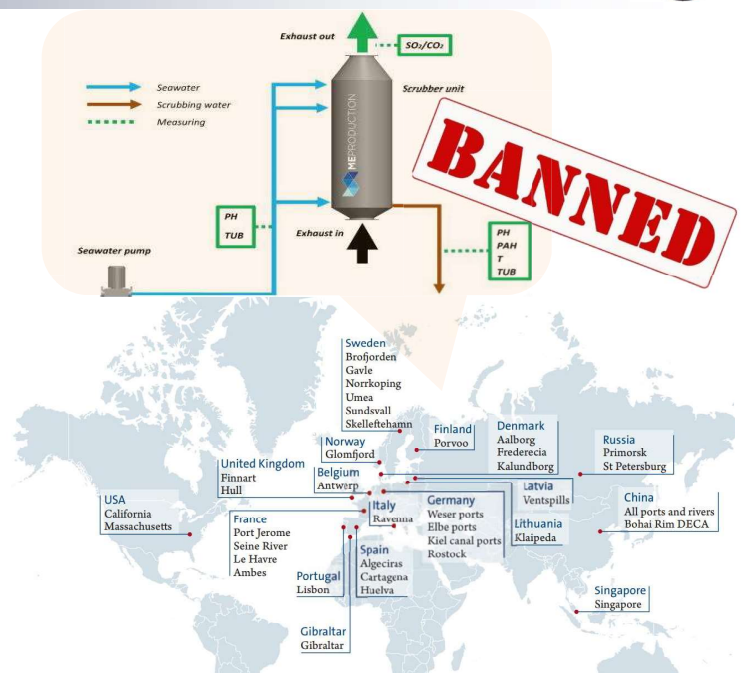 Exhaust out
SO₂/CO₂
Seawater
Scrubbing water
Measuring
Scrubber unit
MEPRODUCTION
BANNED
PH
TUB
Seawater pump
Exhaust in
PH
PAH
T
TUB
Sweden
Brofjorden
Gavle
Norrkoping
Umea
Sundsvall
Skelleftehamn
Finland
Porvoo
Denmark
Aalborg
Frederecia
Kalundborg
Russia
Primorsk
St Petersburg
Norway
Glomfjord
United Kingdom
Finnart
Hull
Belgium
Antwerp
USA
California
Massachusetts
France
Port Jerome
Seine River
Le Havre
Ambes
Italy
Ravenna
Germany
Weser ports
Elbe ports
Kiel canal ports
Rostock
Latvia
Ventspills
Lithuania
Klaipeda
China
All ports and rivers
Bohai Rim DECA
Portugal
Lisbon
Spain
Algeciras
Cartagena
Huelva
Gibraltar
Gibraltar
Singapore
Singapore